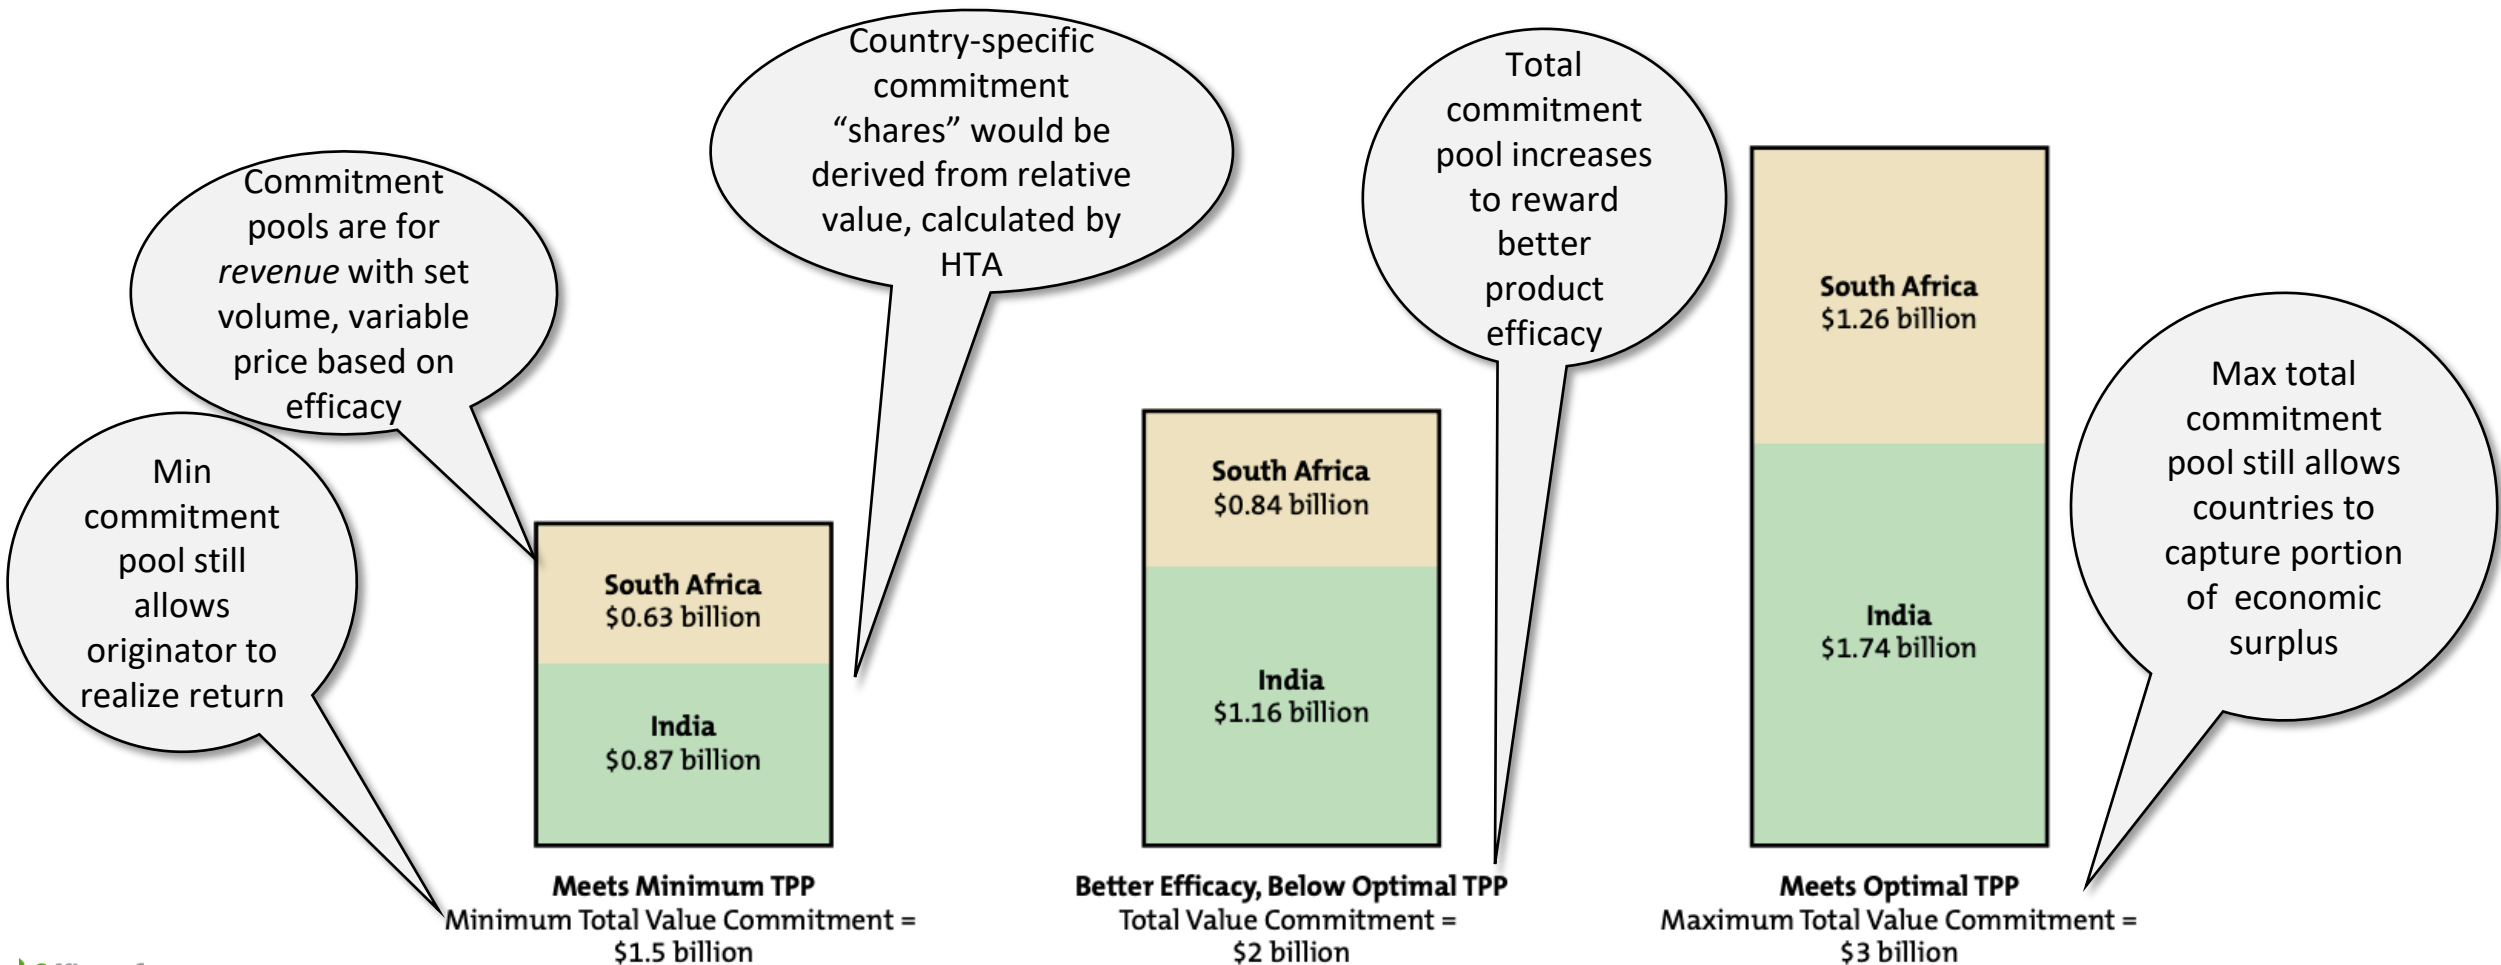 Min
commitment
pool still
allows
originator to
realize return
Commitment
pools are for
revenue with set
volume, variable
price based on
efficacy
Country-specific
commitment
“shares” would be
derived from relative
value, calculated by
HTA
Total
commitment
pool increases
to reward
better
product
efficacy
Max total
commitment
pool still allows
countries to
capture portion
of economic
surplus
South Africa
$0.63 billion
India
$0.87 billion
Meets Minimum TPP
Minimum Total Value Commitment =
$1.5 billion
South Africa
$0.84 billion
India
$1.16 billion
Better Efficacy, Below Optimal TPP
Total Value Commitment =
$2 billion
South Africa
$1.26 billion
India
$1.74 billion
Meets Optimal TPP
Maximum Total Value Commitment =
$3 billion